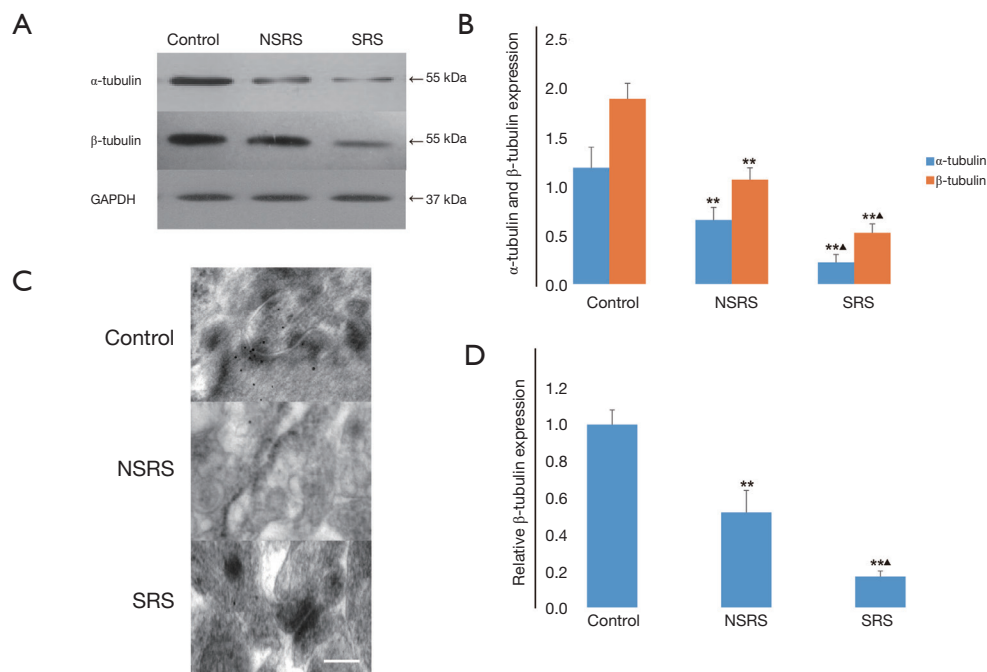 A
Control NSRS SRS
α-tubulin ← 55 kDa
β-tubulin ← 55 kDa
GAPDH ← 37 kDa
B
α-tubulin and β-tubulin expression
2.5
2.0
1.5
1.0
0.5
0.0
** **
**▲ **▲
Control NSRS SRS
α-tubulin
β-tubulin
C
Control
NSRS
SRS
D
Relative β-tubulin expression
1.2
1.0
0.8
0.6
0.4
0.2
0.0
**
**▲
Control NSRS SRS